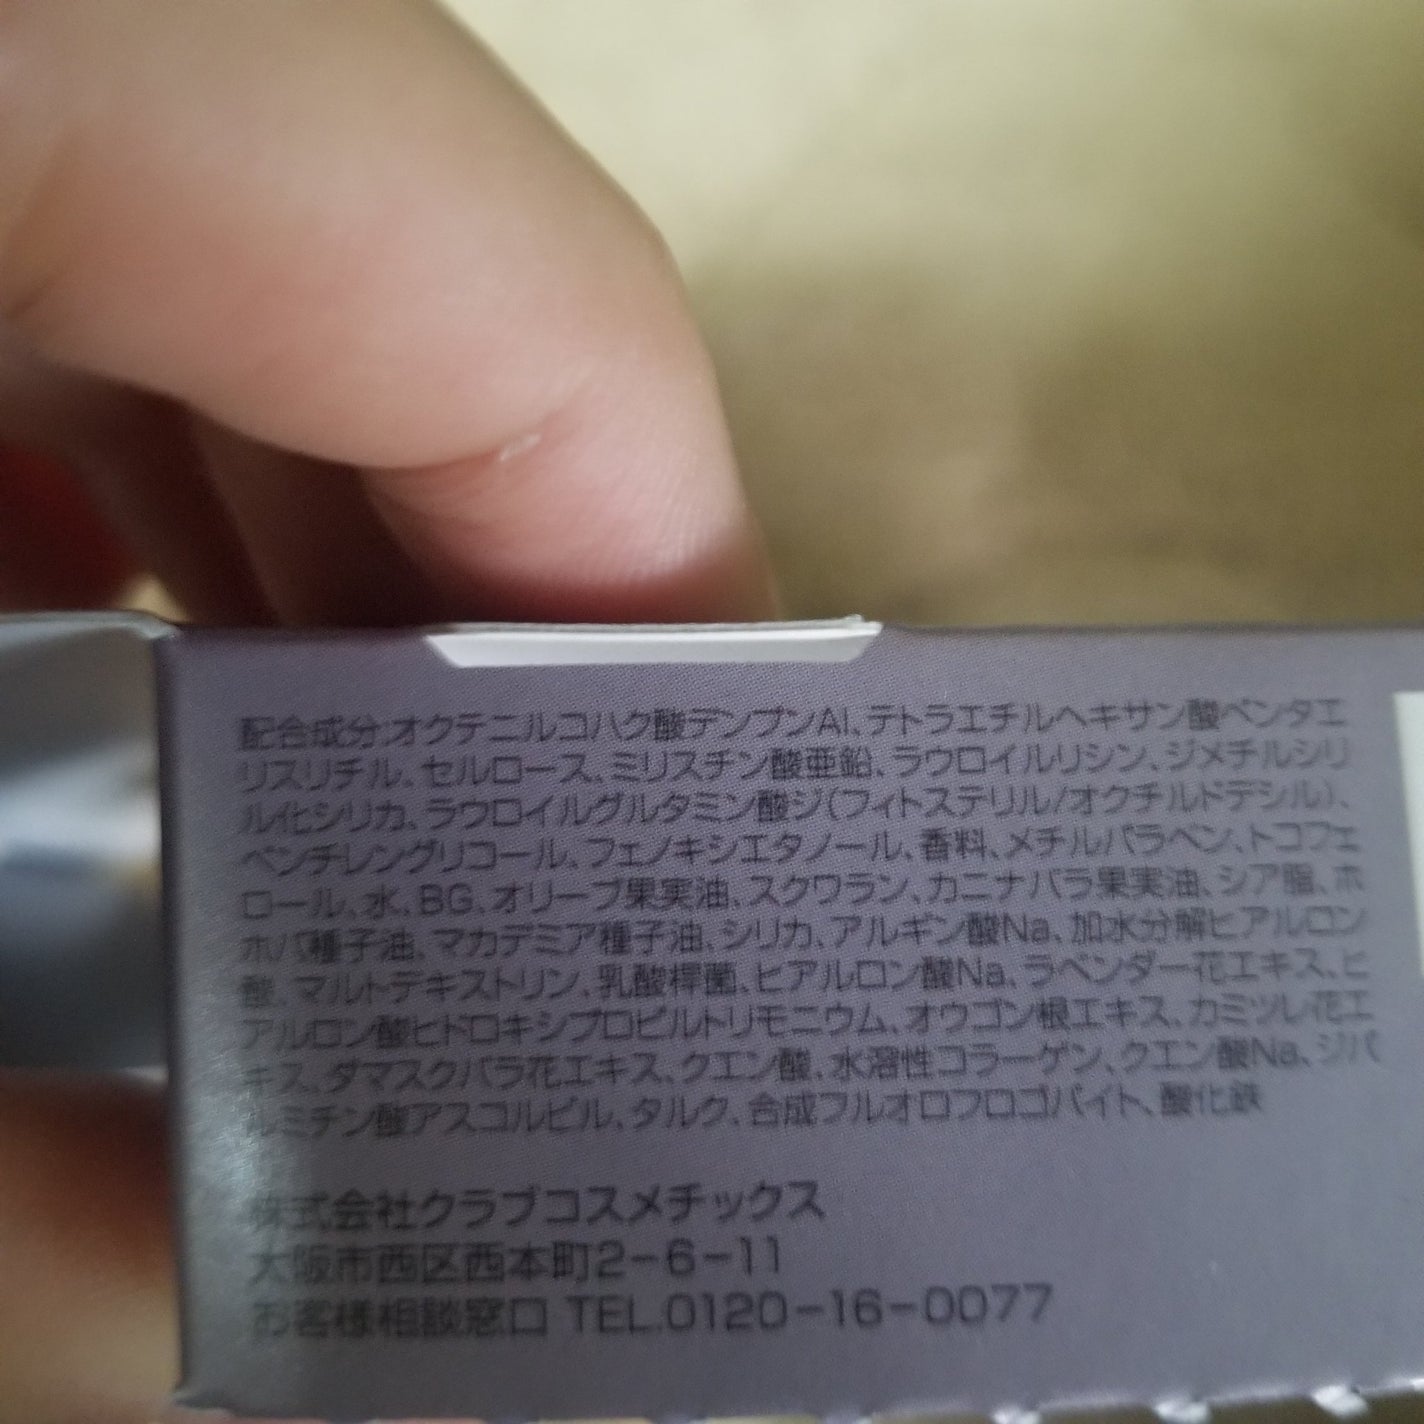 配合成分:オクテニルコハク酸デンプンAl、テトラエチルヘキサン酸ペンタエ
リスリチル、セルロース、ミリスチン酸亜鉛、ラウロイルリシン、ジメチルシリ
ル化シリカ、ラウロイルグルタミン酸ジ(フィトステリル/オクチルドデシル)、
ペンチレングリコール、フェノキシエタノール、香料、メチルパラベン、トコフェ
ロール、水、BG、オリーブ果実油、スクワラン、カニナバラ果実油、シア脂、ホ
ホバ種子油、マカデミア種子油、シリカ、アルギン酸Na、加水分解ヒアルロン
酸、マルトデキストリン、乳酸桿菌、ヒアルロン酸Na、ラベンダー花エキス、ヒ
アルロン酸ヒドロキシプロピルトリモニウム、オウゴン根エキス、カミツレ花エ
キス、ダマスクバラ花エキス、クエン酸、水溶性コラーゲン、クエン酸Na、ジパ
ルミチン酸アスコルビル、タルク、合成フルオロフロゴパイト、酸化鉄
株式会社クラブコスメチックス
大阪市西区西本町2-6-11
お客様相談窓口 TEL.0120-16-0077